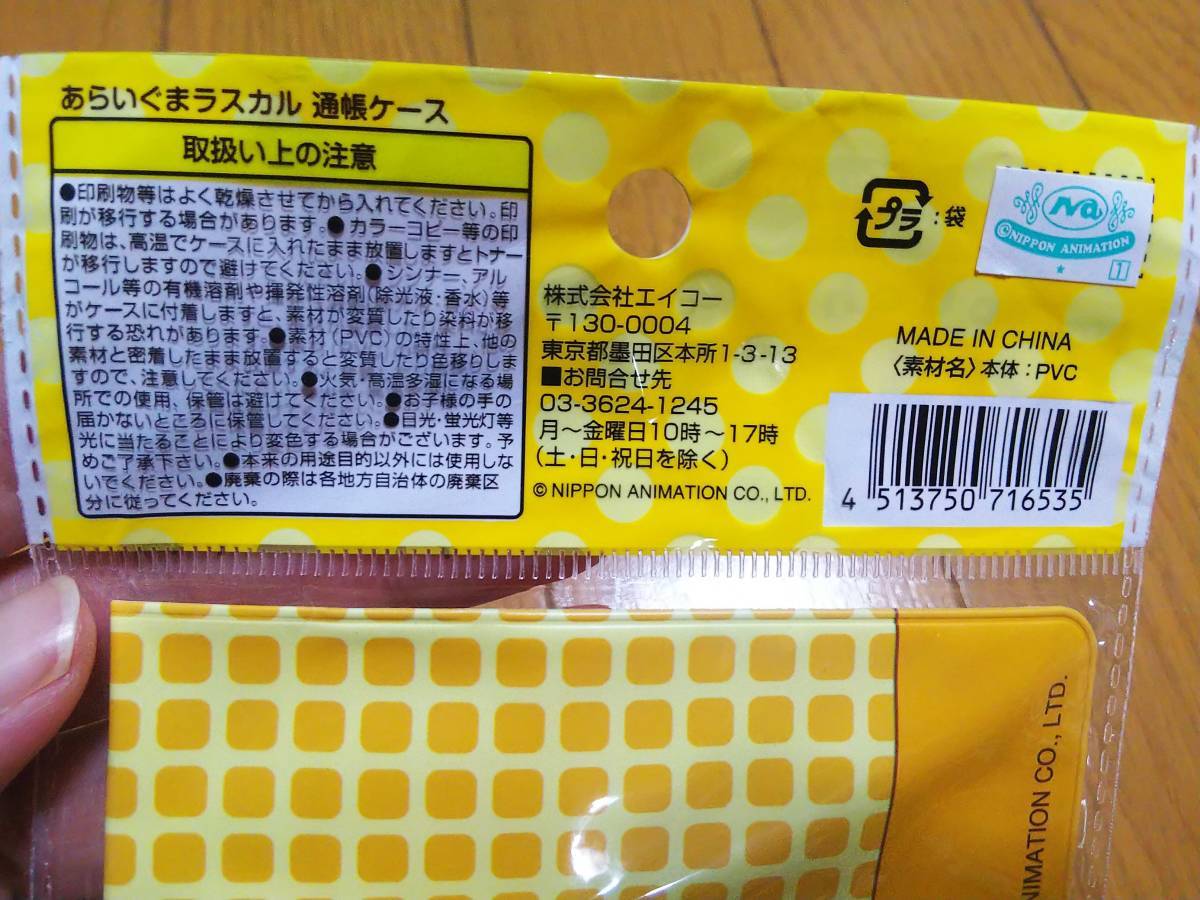 あらいぐまラスカル 通帳ケース
取扱い上の注意
●印刷物等はよく乾燥させてから入れてください。印
刷が移行する場合があります。●カラーコピー等の印
刷物は、高温でケースに入れたまま放置しますとトナー
が移行しますので避けてください。●シンナー、アル
コール等の有機溶剤や揮発性溶剤(除光液・香水)等
がケースに付着しますと、素材が変質したり染料が移
行する恐れがあります。●素材(PVC)の特性上、他の
素材と密着したまま放置すると変質したり色移りしま
すので、注意してください。●火気・高温多湿になる場
所での使用、保管は避けてください。●お子様の手の
届かないところに保管してください。●日光・蛍光灯等
光に当たることにより変色する場合がございます。予
めご了承下さい。●本来の用途目的以外には使用しな
いでください。●廃棄の際は各地方自治体の廃棄区
分に従ってください。
株式会社エイコー
〒130-0004
東京都墨田区本所1-3-13
■お問合せ先
03-3624-1245
月〜金曜日10時〜17時
(土・日・祝日を除く)
© NIPPON ANIMATION CO., LTD.
プラ:袋
Na
©NIPPON ANIMATION
1
MADE IN CHINA
〈素材名〉本体:PVC
4 513750 716535
IMATION CO., LTD.